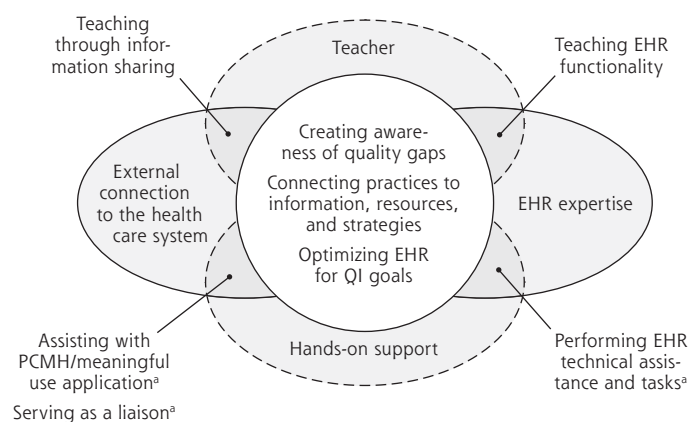 Teaching
through infor-
mation sharing
Teacher
Teaching EHR
functionality
External
connection
to the health
care system
Creating aware-
ness of quality gaps
Connecting practices to
information, resources,
and strategies
Optimizing EHR
for QI goals
EHR expertise
Assisting with
PCMH/meaningful
use applicationᵃ
Serving as a liaisonᵃ
Hands-on support
Performing EHR
technical assis-
tance and tasksᵃ